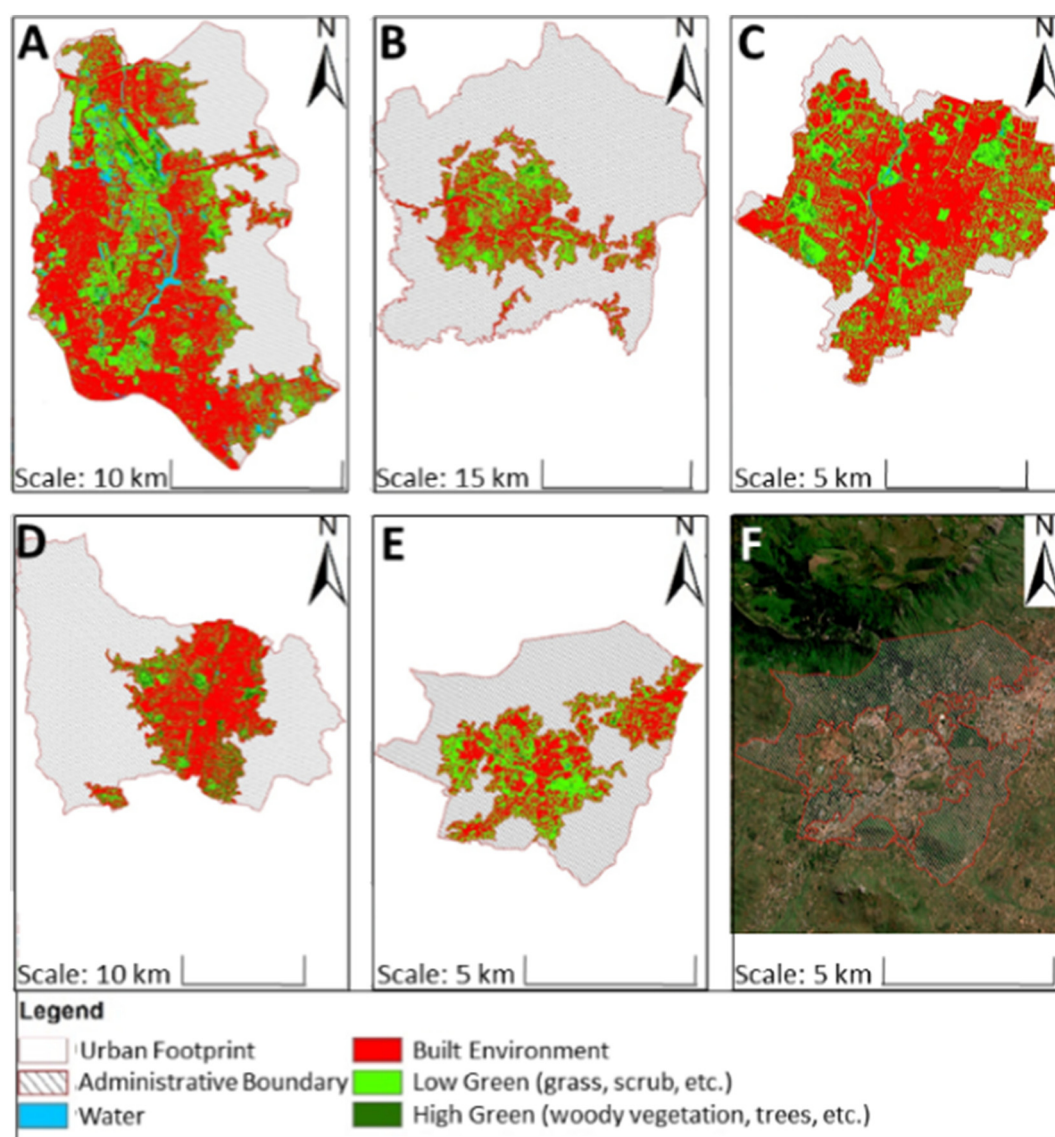 A
N
Scale: 10 km
B
N
Scale: 15 km
C
N
Scale: 5 km
D
N
Scale: 10 km
E
N
Scale: 5 km
F
N
Scale: 5 km
Legend
Urban Footprint
Built Environment
Administrative Boundary
Low Green (grass, scrub, etc.)
Water
High Green (woody vegetation, trees, etc.)